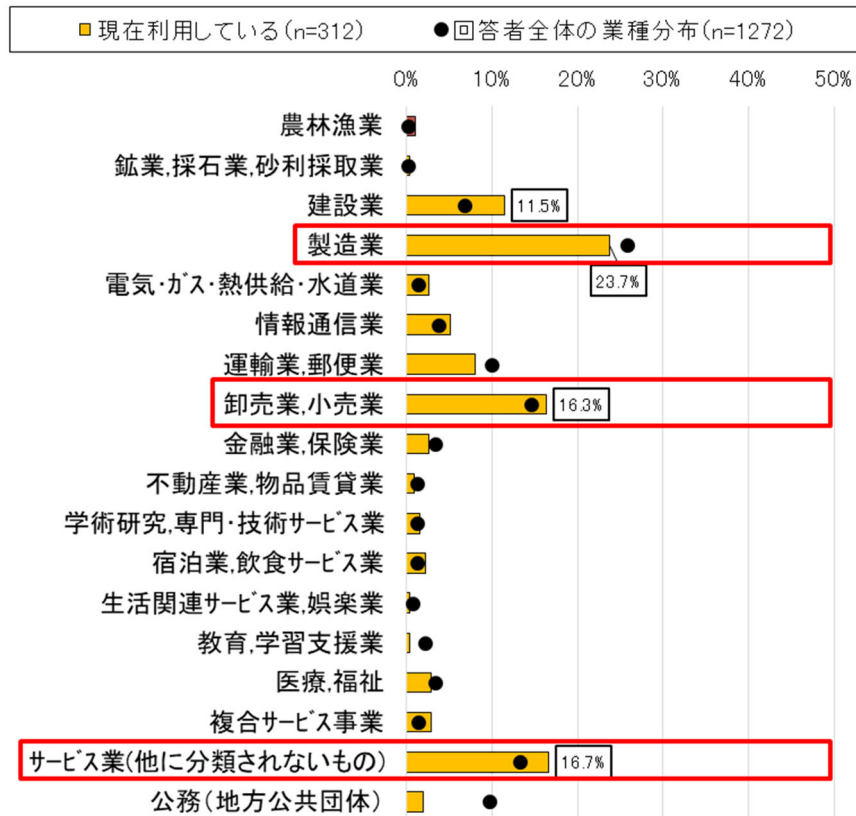 現在利用している(n=312) ●回答者全体の業種分布(n=1272)
0% 10% 20% 30% 40% 50%
農林漁業
鉱業,採石業,砂利採取業
建設業 11.5%
製造業
23.7%
電気・ガス・熱供給・水道業
情報通信業
運輸業,郵便業
卸売業,小売業 16.3%
金融業,保険業
不動産業,物品賃貸業
学術研究,専門・技術サービス業
宿泊業,飲食サービス業
生活関連サービス業,娯楽業
教育,学習支援業
医療,福祉
複合サービス事業
サービス業(他に分類されないもの) 16.7%
公務(地方公共団体)